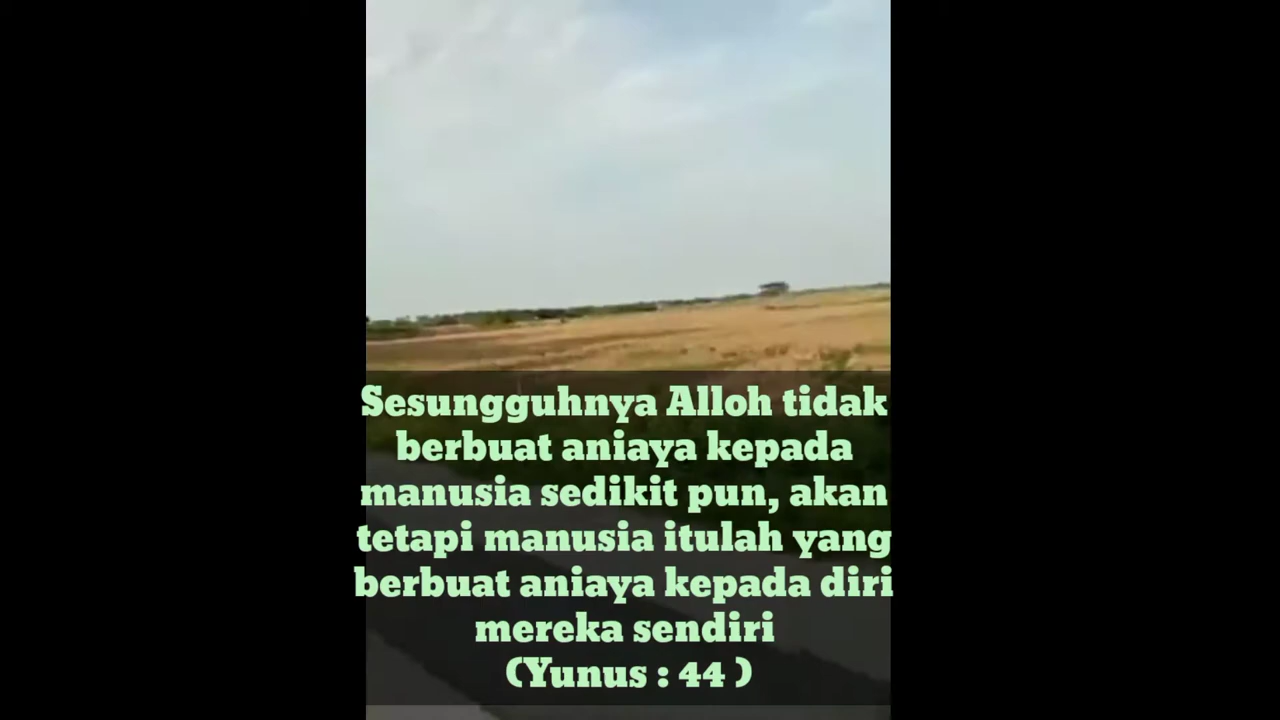 Sesungguhnya Alloh tidak
berbuat aniaya kepada
manusia sedikit pun, akan
tetapi manusia itulah yang
berbuat aniaya kepada diri
mereka sendiri
(Yunus : 44 )